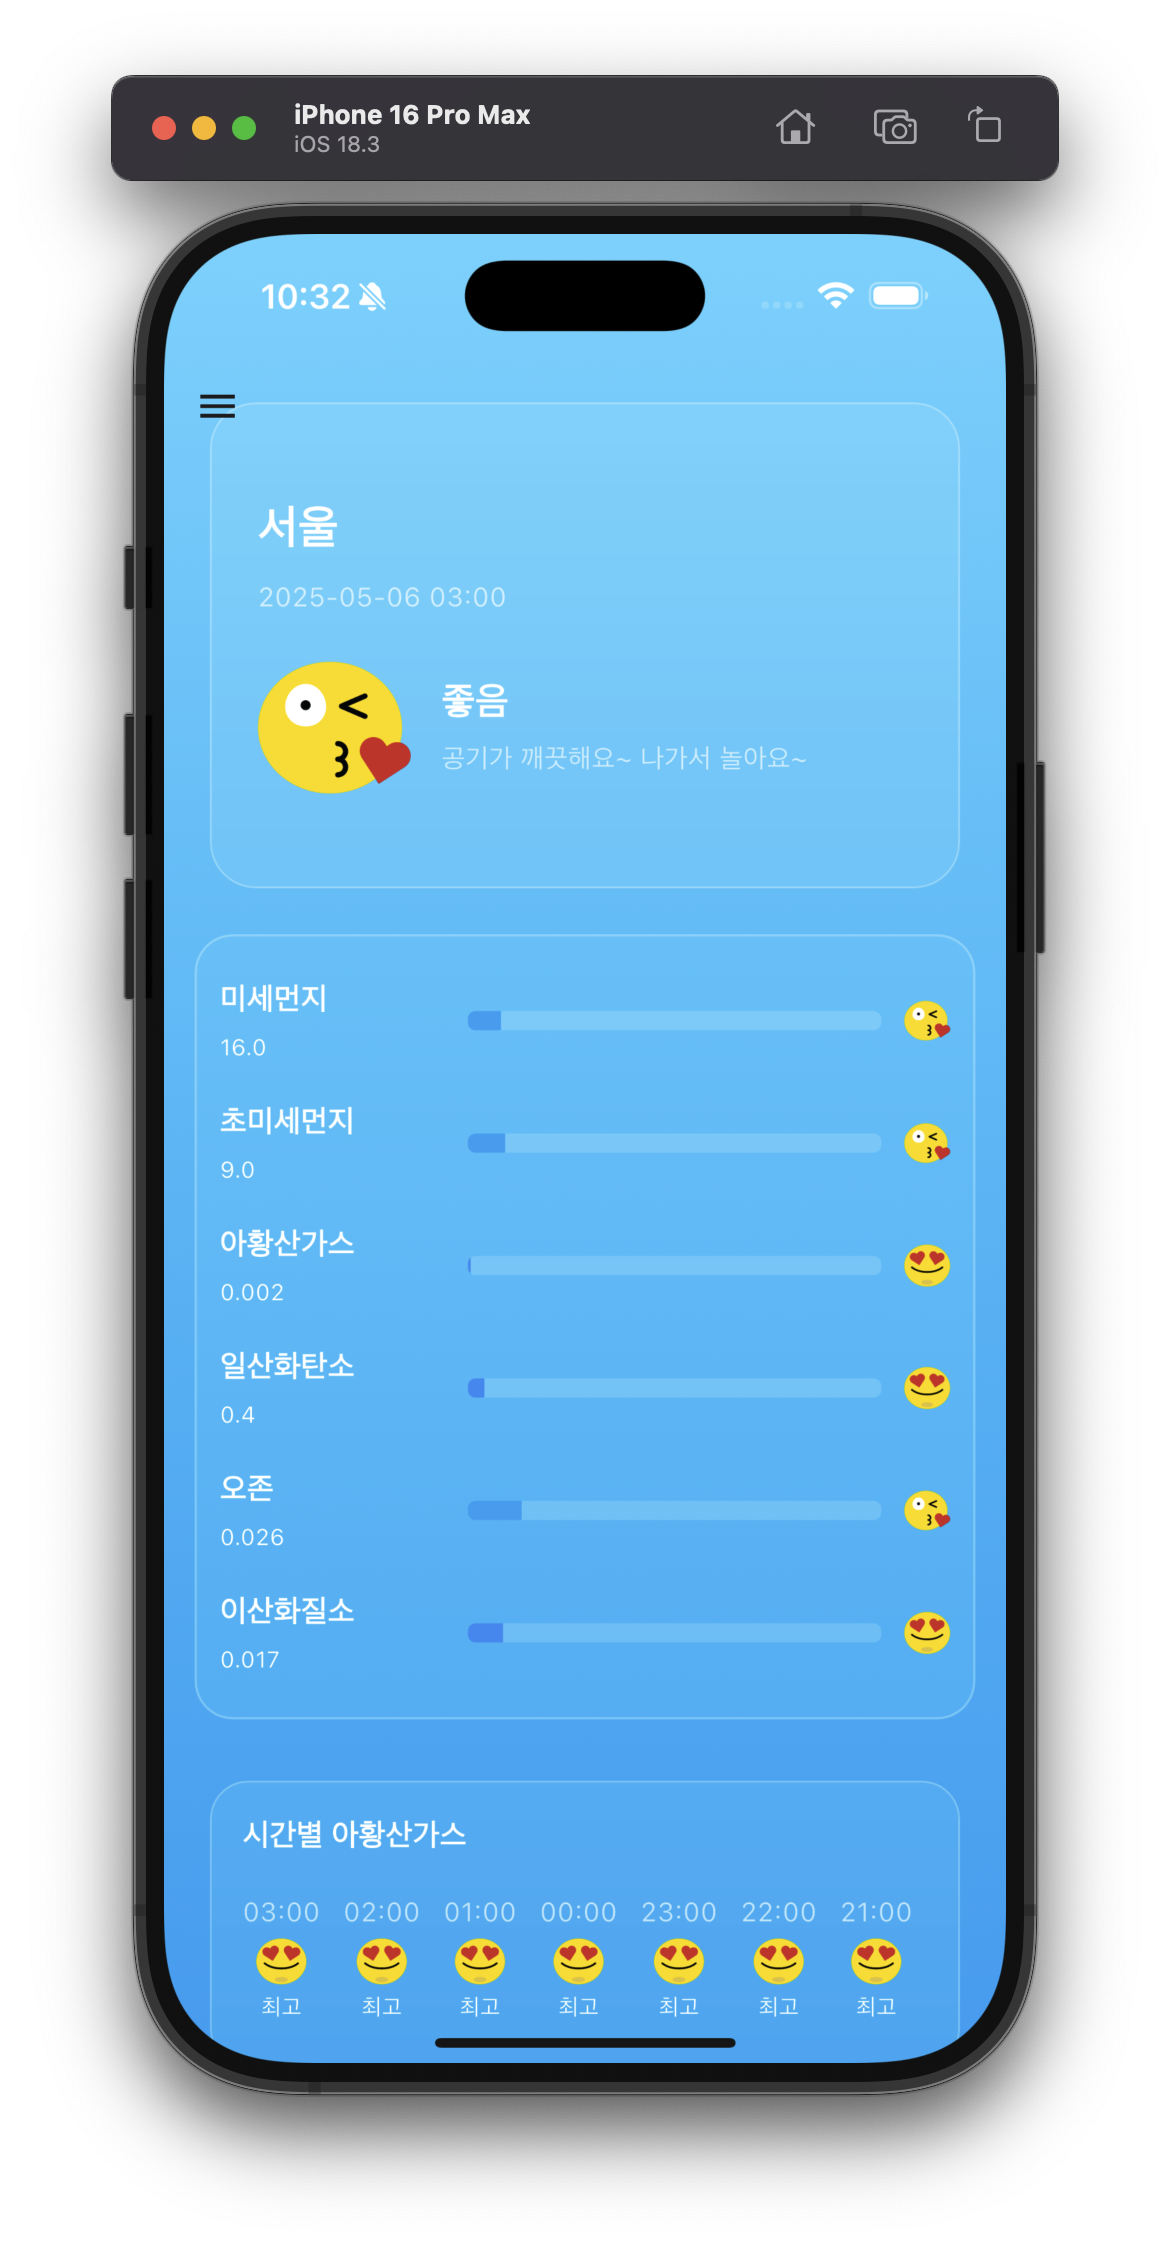 iPhone 16 Pro Max
iOS 18.3
10:32
서울
2025-05-06 03:00
좋음
공기가 깨끗해요~ 나가서 놀아요~
미세먼지
16.0
초미세먼지
9.0
아황산가스
0.002
일산화탄소
0.4
오존
0.026
이산화질소
0.017
시간별 아황산가스
03:00 02:00 01:00 00:00 23:00 22:00 21:00
최고 최고 최고 최고 최고 최고 최고